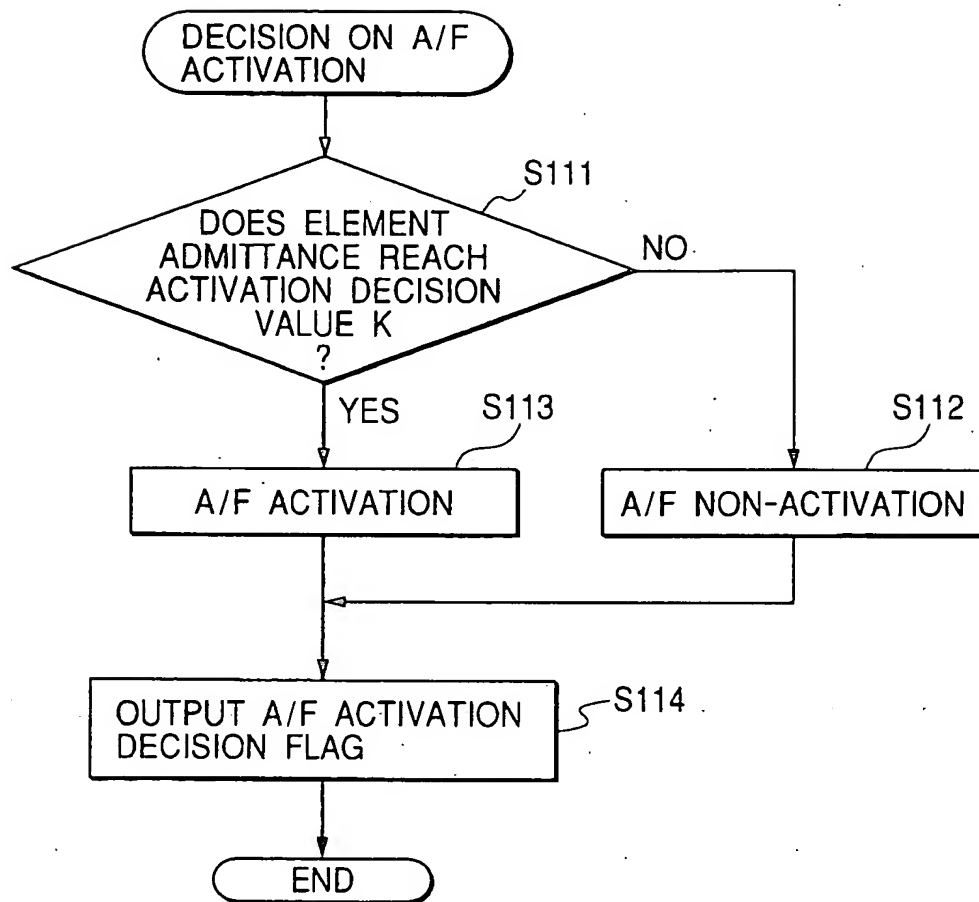 DECISION ON A/F
ACTIVATION
S111
DOES ELEMENT
ADMITTANCE REACH
ACTIVATION DECISION
VALUE K
?
NO
YES
S113
S112
A/F ACTIVATION
A/F NON-ACTIVATION
S114
OUTPUT A/F ACTIVATION
DECISION FLAG
END